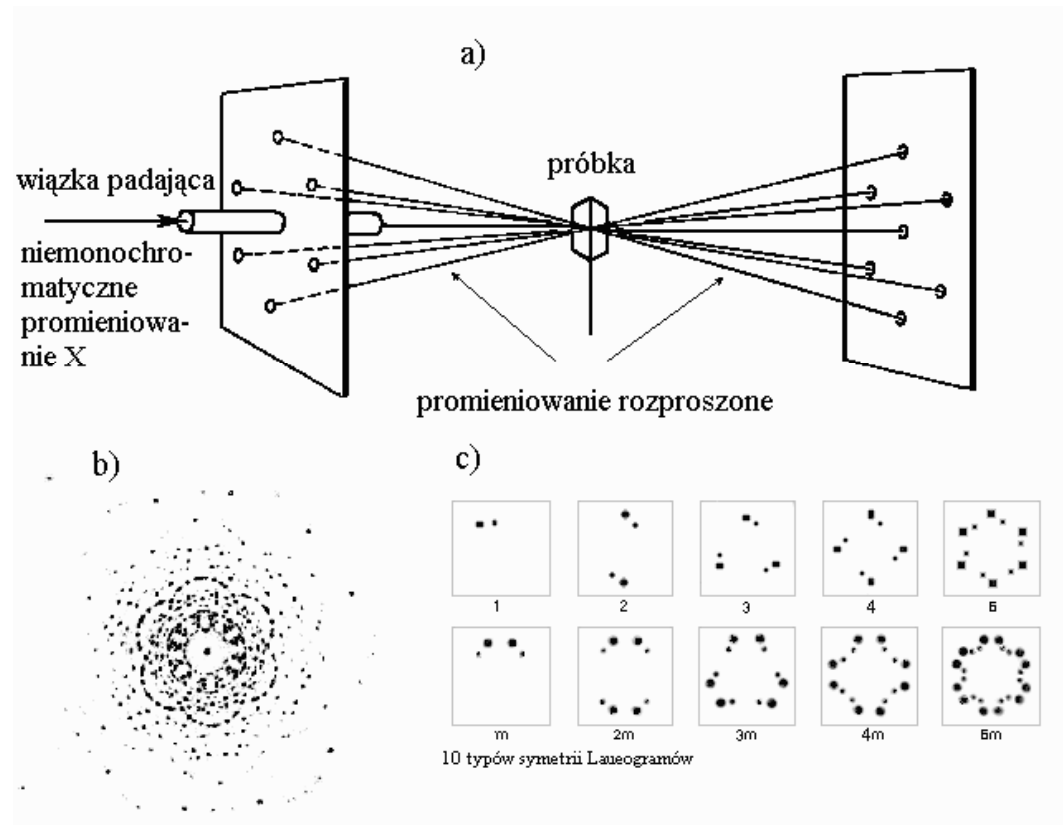 a)
wiązka padająca
próbka
niemonochro-
matyczne
promieniowa-
nie X
promieniowanie rozproszone
b)
c)
1 2 3 4 6
m 2m 3m 4m 6m
10 typów symetrii Laueogramów